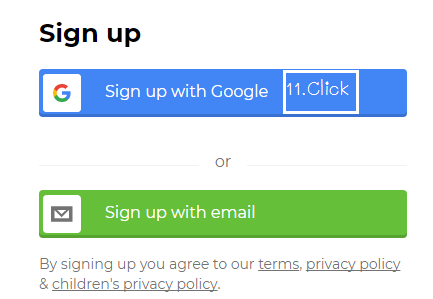 Sign up
Sign up with Google 11.Click
or
Sign up with email
By signing up you agree to our terms, privacy policy
& children's privacy policy.